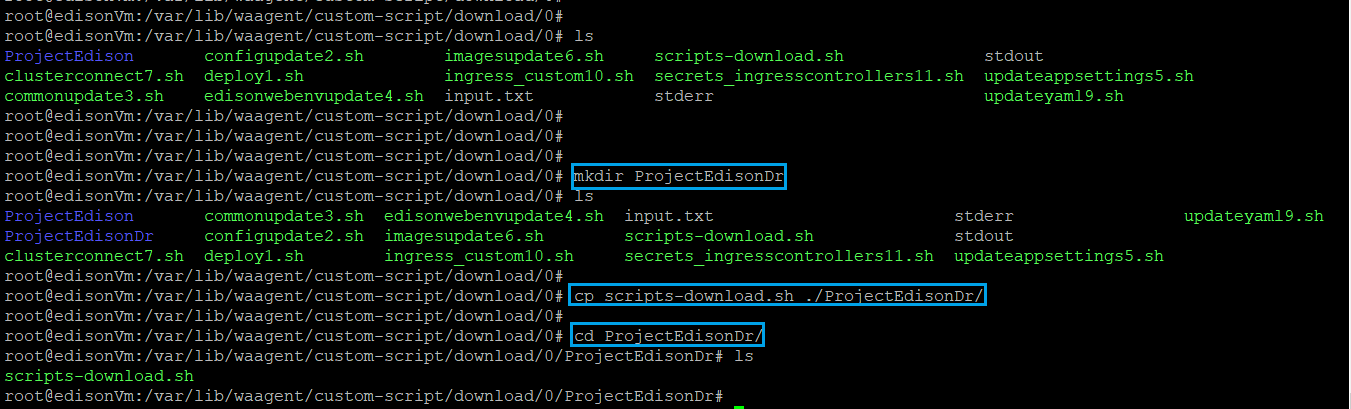 root@edisonVm:/var/lib/waagent/custom-script/download/0#
root@edisonVm:/var/lib/waagent/custom-script/download/0# ls
ProjectEdison configupdate2.sh imagesupdate6.sh scripts-download.sh stdout
clusterconnect7.sh deploy1.sh ingress_custom10.sh secrets_ingresscontrollers11.sh updateappsettings5.sh
commonupdate3.sh edisonwebenvupdate4.sh input.txt stderr updateyaml9.sh
root@edisonVm:/var/lib/waagent/custom-script/download/0#
root@edisonVm:/var/lib/waagent/custom-script/download/0#
root@edisonVm:/var/lib/waagent/custom-script/download/0#
root@edisonVm:/var/lib/waagent/custom-script/download/0# mkdir ProjectEdisonDr
root@edisonVm:/var/lib/waagent/custom-script/download/0# ls
ProjectEdison commonupdate3.sh edisonwebenvupdate4.sh input.txt stderr updateyaml9.sh
ProjectEdisonDr configupdate2.sh imagesupdate6.sh scripts-download.sh stdout
clusterconnect7.sh deploy1.sh ingress_custom10.sh secrets_ingresscontrollers11.sh updateappsettings5.sh
root@edisonVm:/var/lib/waagent/custom-script/download/0#
root@edisonVm:/var/lib/waagent/custom-script/download/0# cp scripts-download.sh ./ProjectEdisonDr/
root@edisonVm:/var/lib/waagent/custom-script/download/0#
root@edisonVm:/var/lib/waagent/custom-script/download/0# cd ProjectEdisonDr/
root@edisonVm:/var/lib/waagent/custom-script/download/0/ProjectEdisonDr# ls
scripts-download.sh
root@edisonVm:/var/lib/waagent/custom-script/download/0/ProjectEdisonDr#